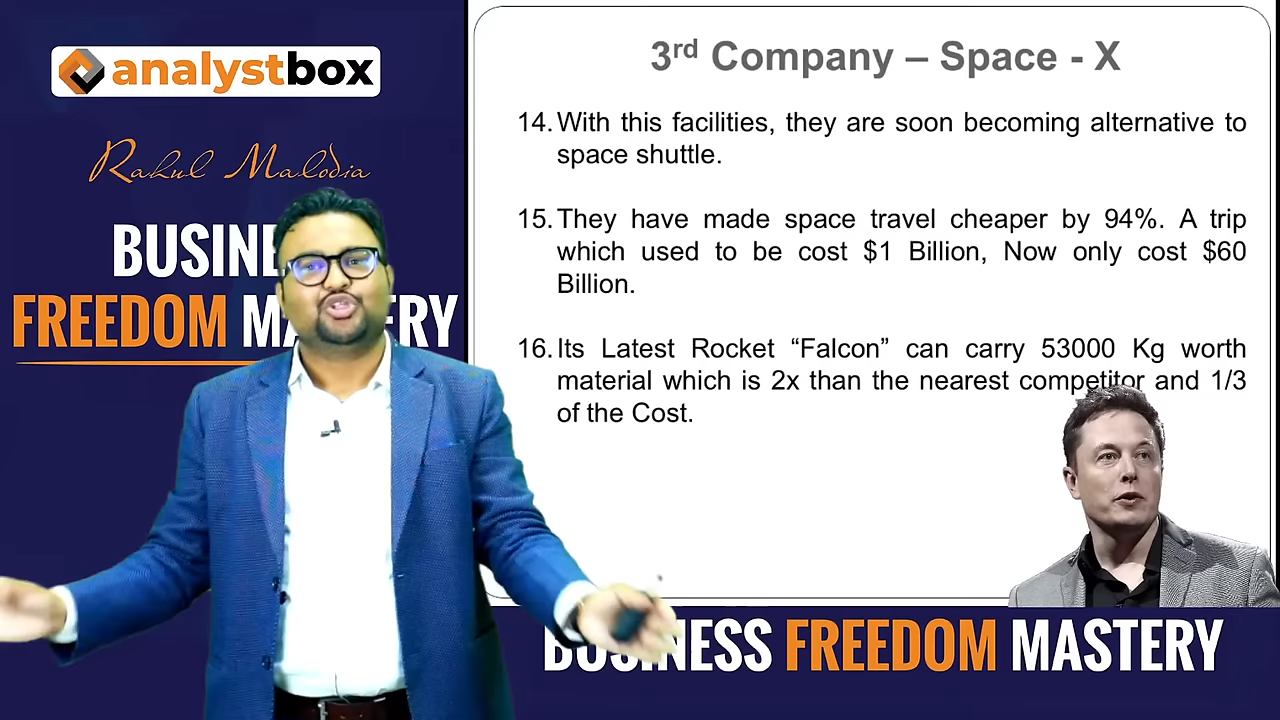 analystbox
Rahul Malodia
BUSINE
FREEDOM MA ERY
3rd Company – Space - X
14. With this facilities, they are soon becoming alternative to
space shuttle.
15. They have made space travel cheaper by 94%. A trip
which used to be cost $1 Billion, Now only cost $60
Billion.
16. Its Latest Rocket “Falcon” can carry 53000 Kg worth
material which is 2x than the nearest competitor and 1/3
of the Cost.
BUSINESS FREEDOM MASTERY